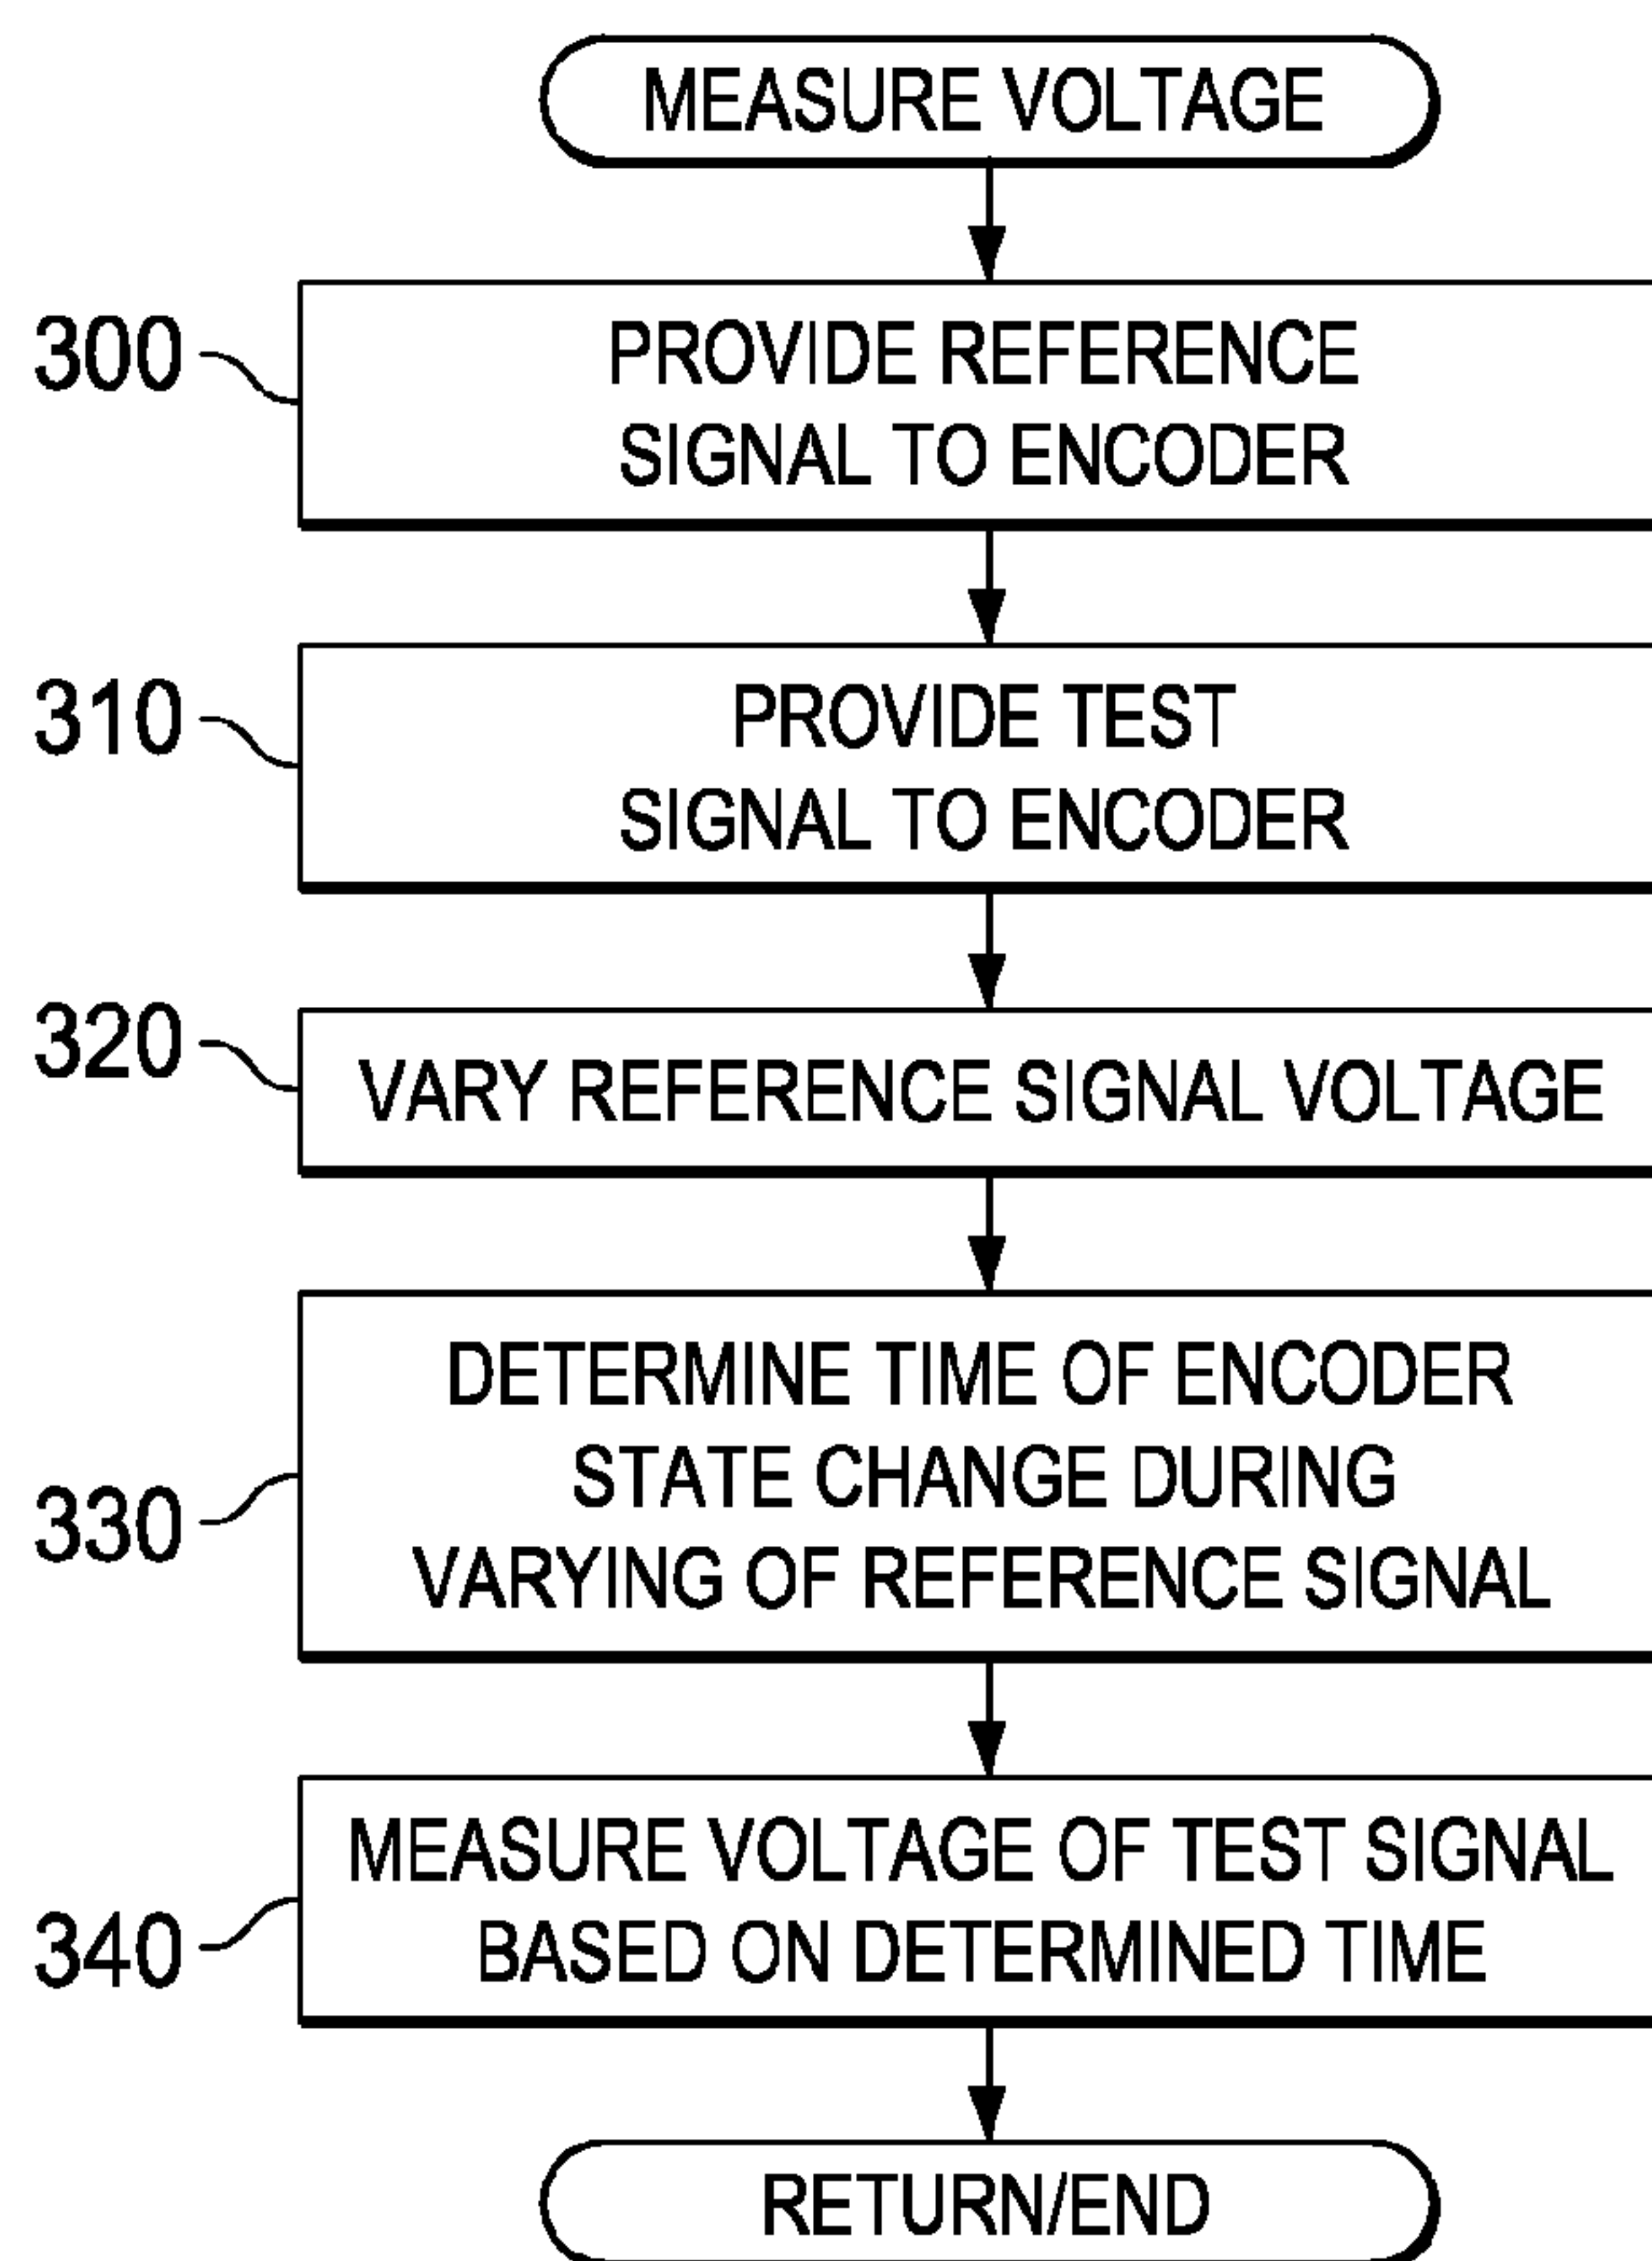 MEASURE VOLTAGE
300
PROVIDE REFERENCE
SIGNAL TO ENCODER
310
PROVIDE TEST
SIGNAL TO ENCODER
320
VARY REFERENCE SIGNAL VOLTAGE
330
DETERMINE TIME OF ENCODER
STATE CHANGE DURING
VARYING OF REFERENCE SIGNAL
340
MEASURE VOLTAGE OF TEST SIGNAL
BASED ON DETERMINED TIME
RETURN/END